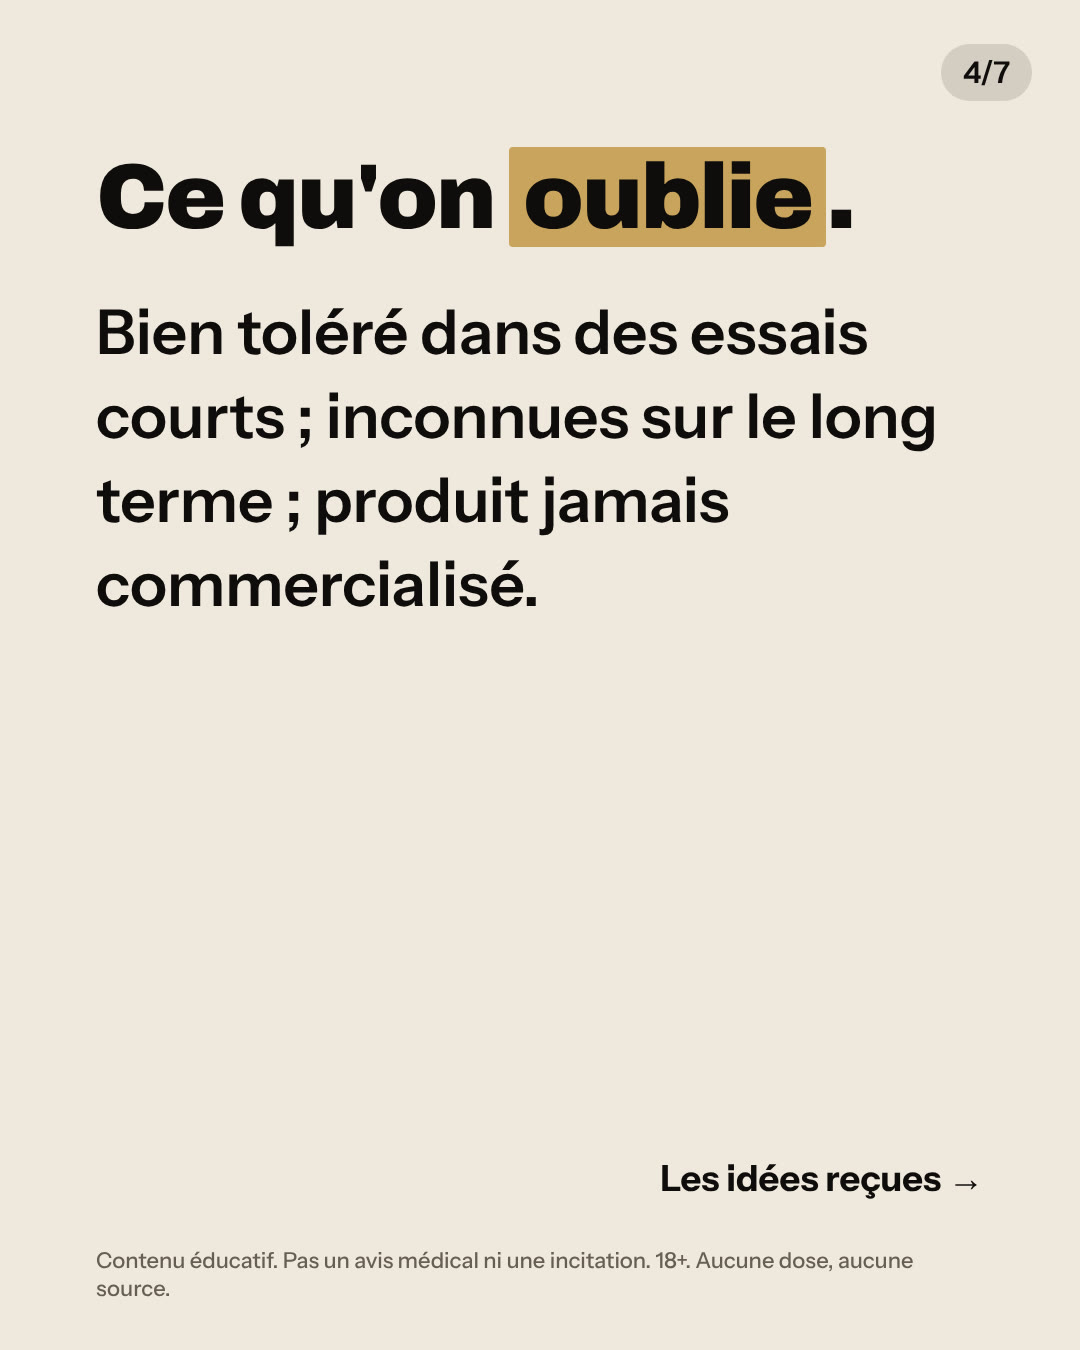 4/7
Ce qu'on oublie.
Bien toléré dans des essais
courts ; inconnues sur le long
terme ; produit jamais
commercialisé.
Les idées reçues →
Contenu éducatif. Pas un avis médical ni une incitation. 18+. Aucune dose, aucune
source.